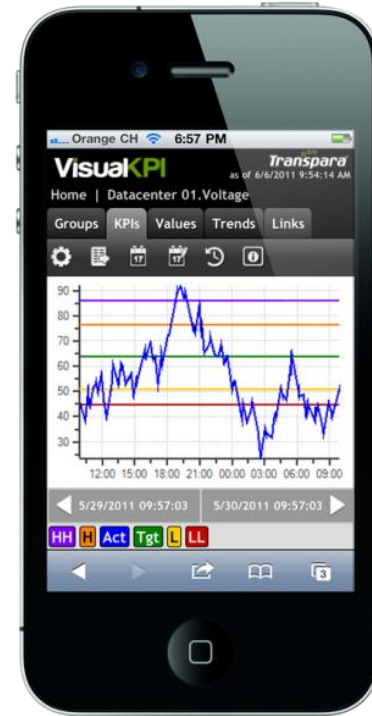 Orange CH 6:57 PM
VisualKPI Transpara
as of 6/6/2011 9:54:14 AM
Home | Datacenter 01,Voltage
Groups KPIs Values Trends Links
17 17
90
80
70
60
50
40
30
12:00 15:00 18:00 21:00 00:00 03:00 06:00 09:00
5/29/2011 09:57:03 5/30/2011 09:57:03
HH H Act Tgt L LL
3